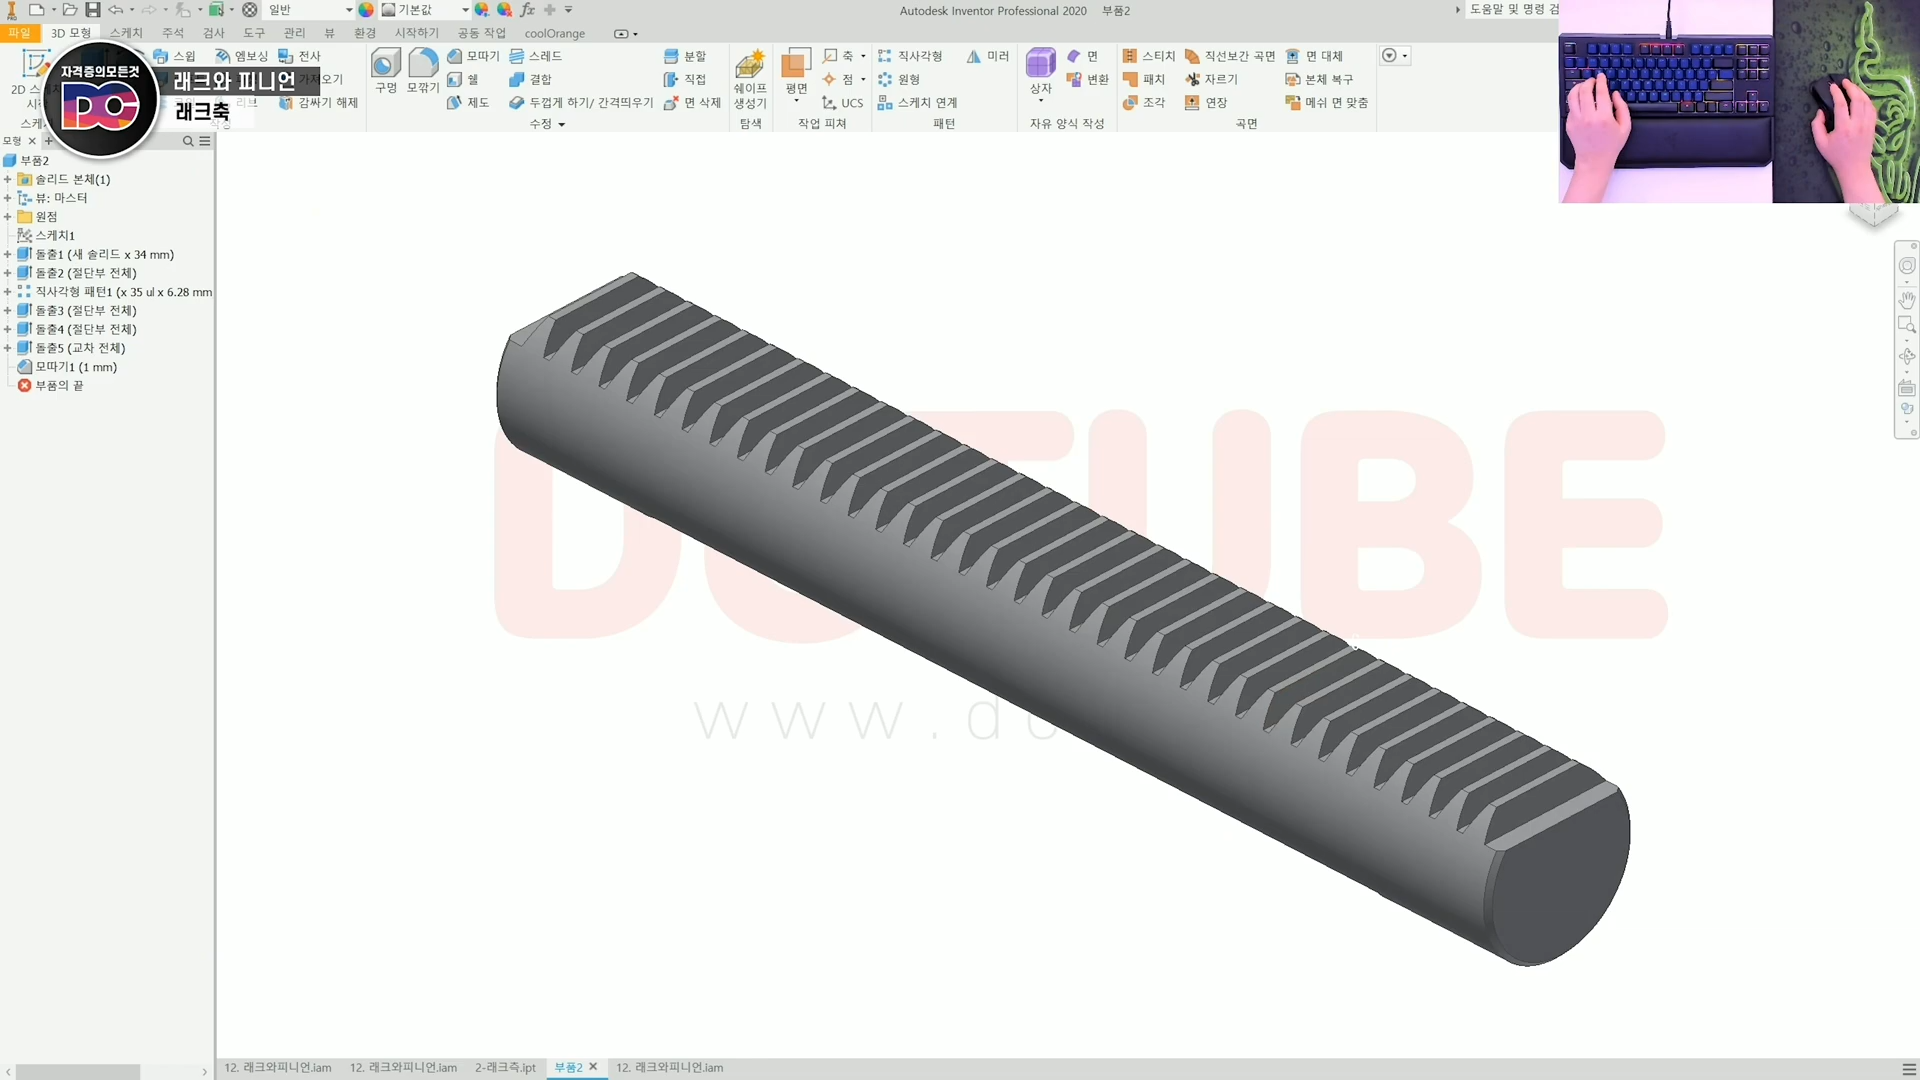 일반
기본값
Autodesk Inventor Professional 2020 부품2
도움말 및 명령 검
파일 3D 모형 스케치 주석 검사 도구 관리 뷰 환경 시작하기 공동 작업 coolOrange
자격증의모든것
DC
래크와 피니언
래크축
스윕 엠보싱 전사
감싸기 해제
구멍 모깎기
모따기 스레드 분할
쉘 결합 직접
제도 두껍게 하기/ 간격띄우기 면 삭제
수정
쉐이프
생성기
탐색
평면
축
점
UCS
작업 피쳐
직사각형 미러
원형
스케치 연계
패턴
상자
면
변환
자유 양식 작성
스티치 직선보간 곡면 면 대체
패치 자르기 본체 복구
조각 연장 메쉬 면 맞춤
곡면
모형
부품2
솔리드 본체(1)
뷰: 마스터
원점
스케치1
돌출1 (새 솔리드 x 34 mm)
돌출2 (절단부 전체)
직사각형 패턴1 (x 35 ul x 6.28 mm
돌출3 (절단부 전체)
돌출4 (절단부 전체)
돌출5 (교차 전체)
모따기1 (1 mm)
부품의 끝
12. 래크와피니언.iam 12. 래크와피니언.iam 2-래크측.ipt 부품2 12. 래크와피니언.iam